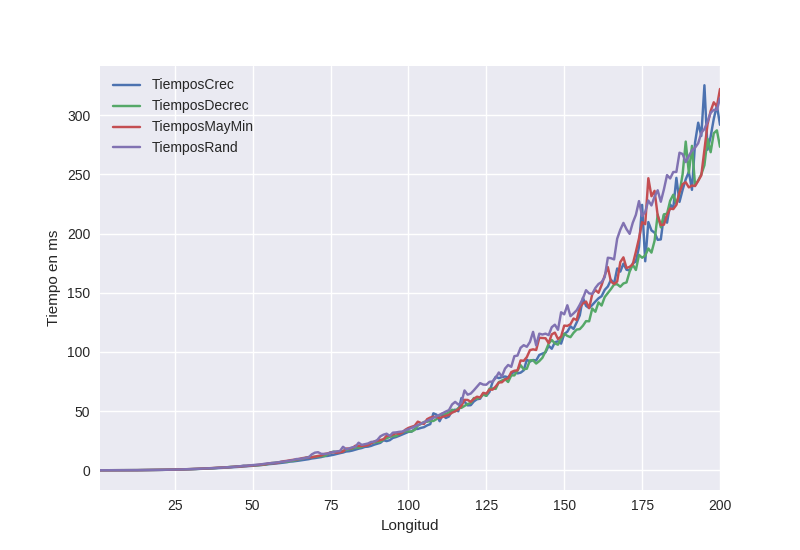 TiemposCrec
TiemposDecrec
TiemposMayMin
TiemposRand
300
250
200
150
100
50
0
Tiempo en ms
25 50 75 100 125 150 175 200
Longitud